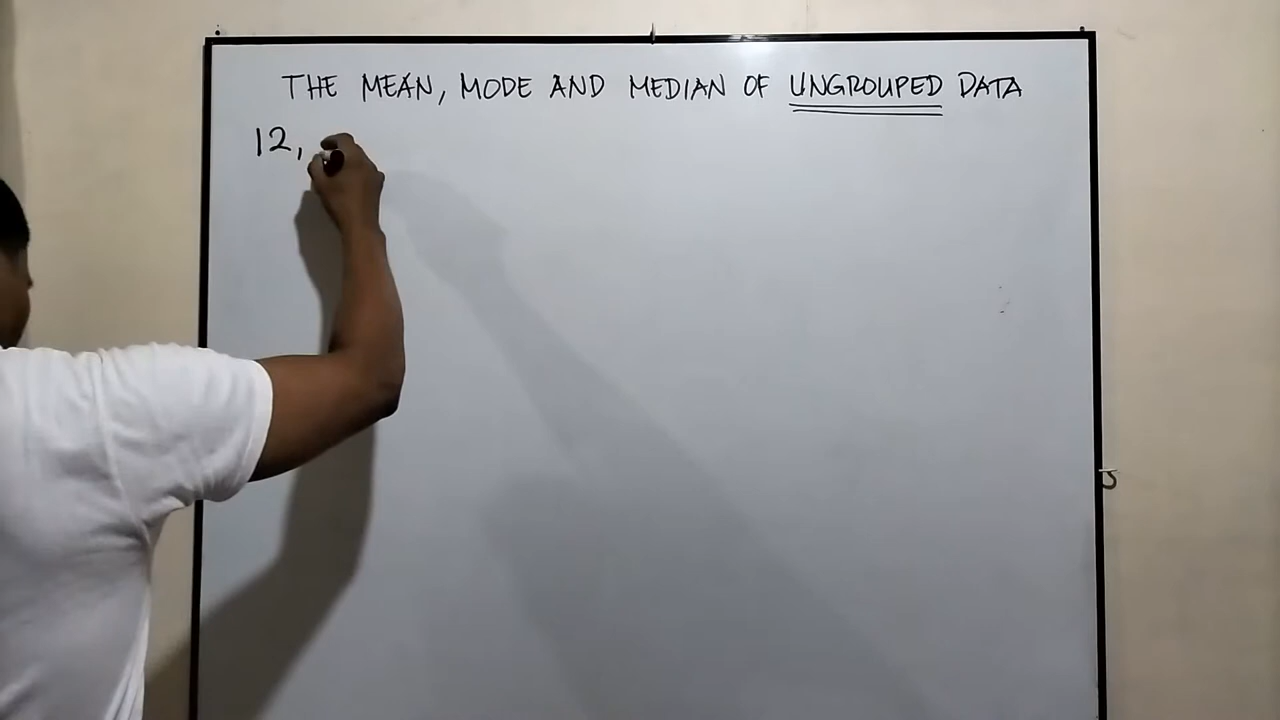 THE MEAN, MODE AND MEDIAN OF UNGROUPED DATA
12,